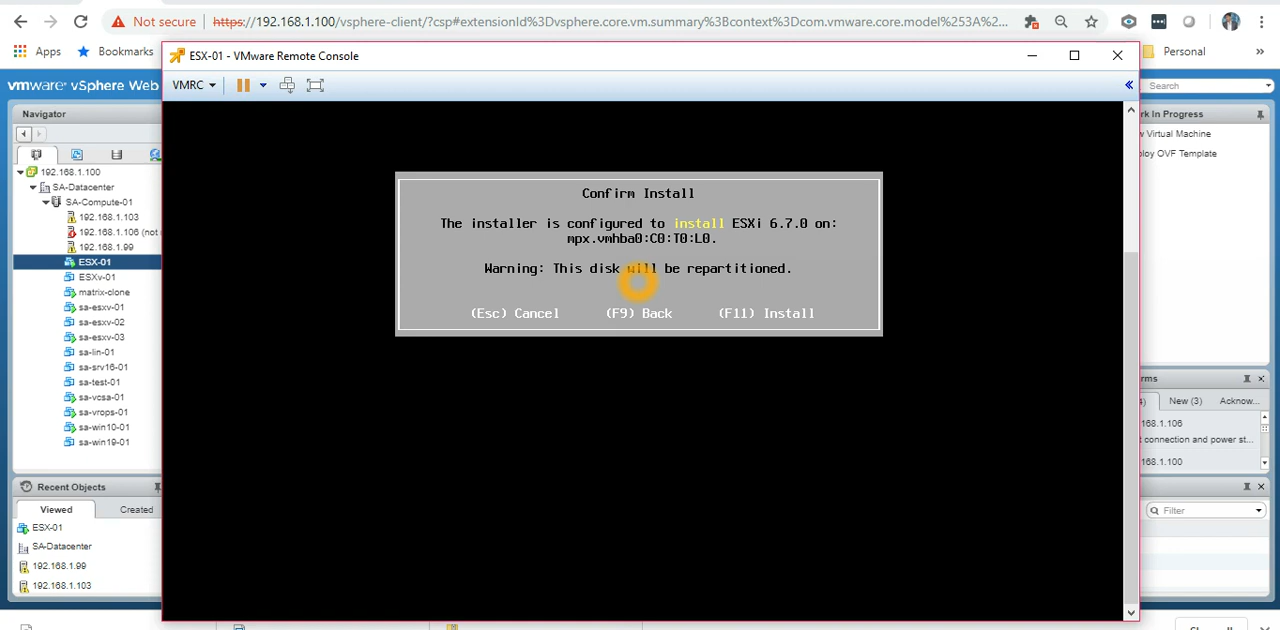 Not secure
https://192.168.1.100/vsphere-client/?csp#extensionId%3Dvsphere.core.vm.summary%3Bcontext%3Dcom.vmware.core.model%253A%2...
Apps
Bookmarks
Personal
»
ESX-01 - VMware Remote Console
VMRC
vmware® vSphere Web
Search
Navigator
rk In Progress
w Virtual Machine
ploy OVF Template
192.168.1.100
SA-Datacenter
SA-Compute-01
192.168.1.103
192.168.1.106 (not
192.168.1.99
ESX-01
ESXv-01
matrix-clone
sa-esxv-01
sa-esxv-02
sa-esxv-03
sa-lin-01
sa-srv16-01
sa-test-01
sa-vcsa-01
sa-vrops-01
sa-win10-01
sa-win19-01
Confirm Install
The installer is configured to install ESXi 6.7.0 on:
mpx.vmhba0:C0:T0:L0.
Warning: This disk will be repartitioned.
(Esc) Cancel (F9) Back (F11) Install
rms
4) New (3) Acknow...
168.1.106
t connection and power st...
168.1.100
Filter
Recent Objects
Viewed Created
ESX-01
SA-Datacenter
192.168.1.99
192.168.1.103